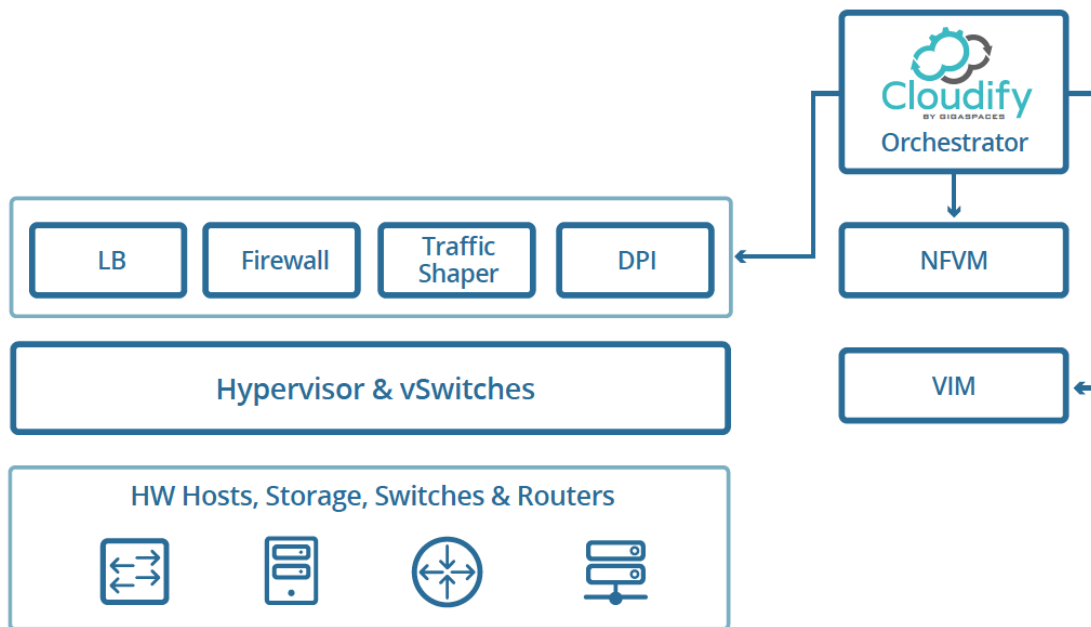 Cloudify
BY GIGASPACES
Orchestrator
LB
Firewall
Traffic
Shaper
DPI
NFVM
Hypervisor & vSwitches
VIM
HW Hosts, Storage, Switches & Routers